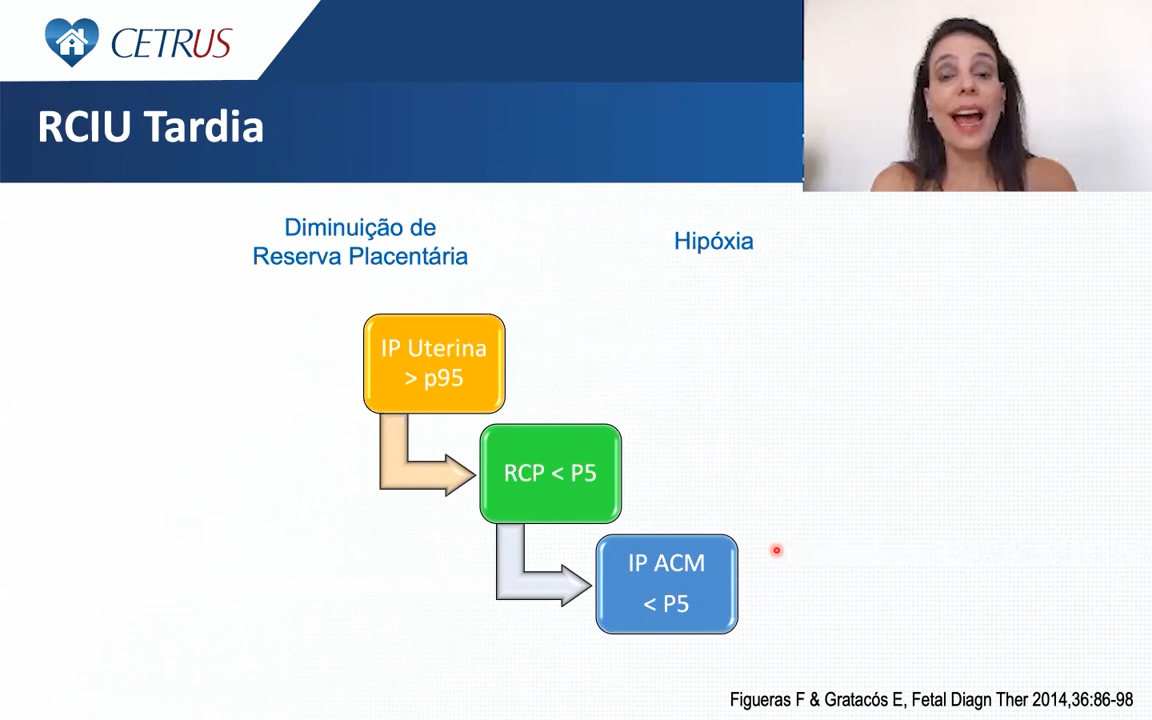 CETRUS
RCIU Tardia
Diminuição de
Reserva Placentária
Hipóxia
IP Uterina
> p95
RCP < P5
IP ACM
< P5
Figueras F & Gratacós E, Fetal Diagn Ther 2014,36:86-98